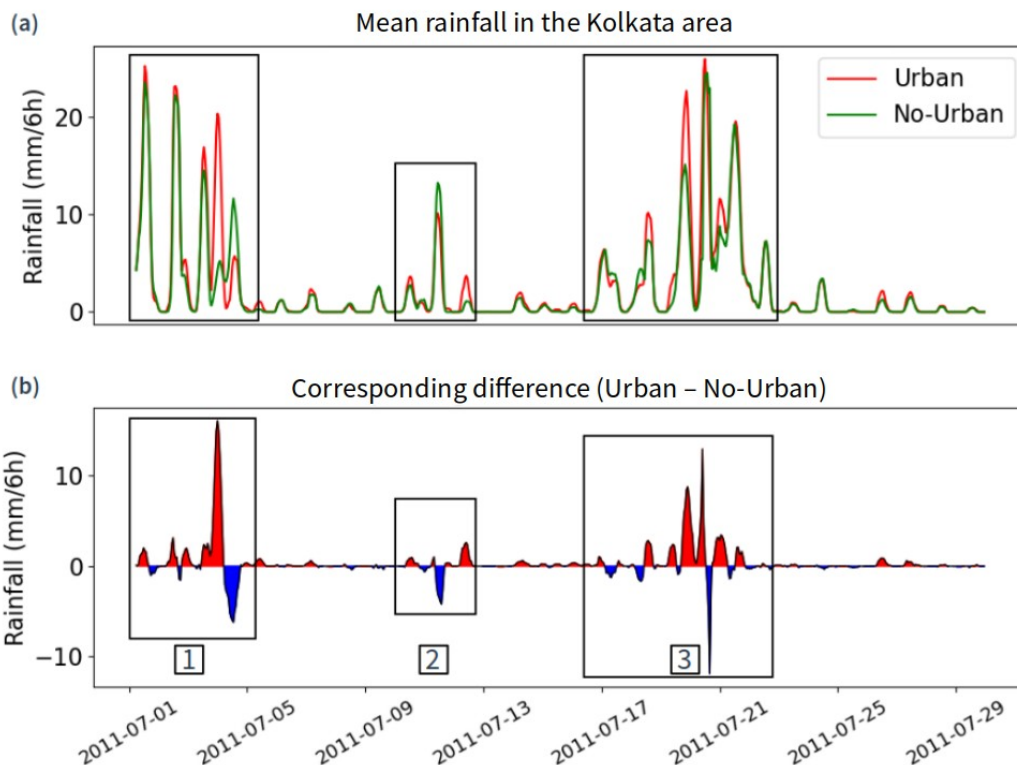 (a)
Mean rainfall in the Kolkata area
Rainfall (mm/6h)
20
10
0
Urban
No-Urban
(b)
Corresponding difference (Urban – No-Urban)
Rainfall (mm/6h)
10
0
−10
1
2
3
2011-07-01
2011-07-05
2011-07-09
2011-07-13
2011-07-17
2011-07-21
2011-07-25
2011-07-29